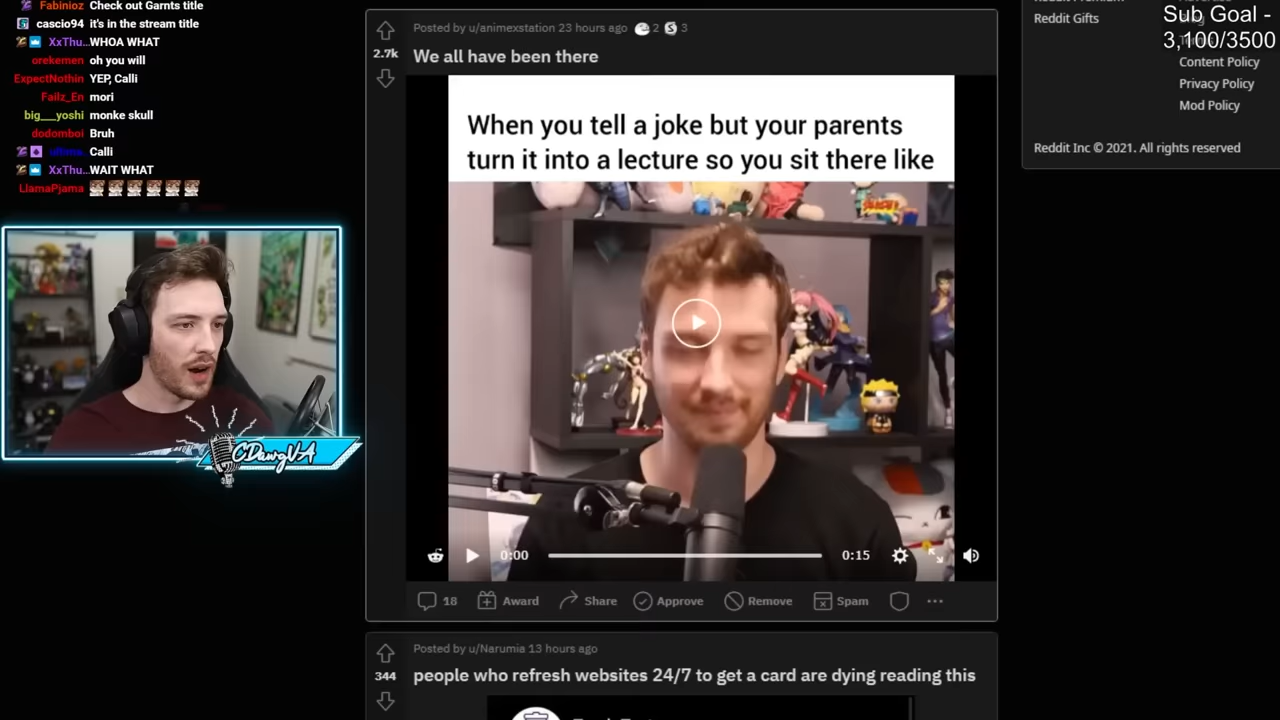 Fabinioz Check out Garnts title
cascio94 it's in the stream title
XxThu... WHOA WHAT
orekemen oh you will
ExpectNothin YEP, Calli
Failz_En mori
big___yoshi monke skull
dodomboi Bruh
ultima. Calli
XxThu... WAIT WHAT
LlamaPjama
CDawgVA
Posted by u/animexstation 23 hours ago 2 3
2.7k
We all have been there
When you tell a joke but your parents
turn it into a lecture so you sit there like
0:00 0:15
18 Award Share Approve Remove Spam
Posted by u/Narumia 13 hours ago
344
people who refresh websites 24/7 to get a card are dying reading this
Reddit Gifts
Sub Goal -
3,100/3500
Content Policy
Privacy Policy
Mod Policy
Reddit Inc © 2021. All rights reserved